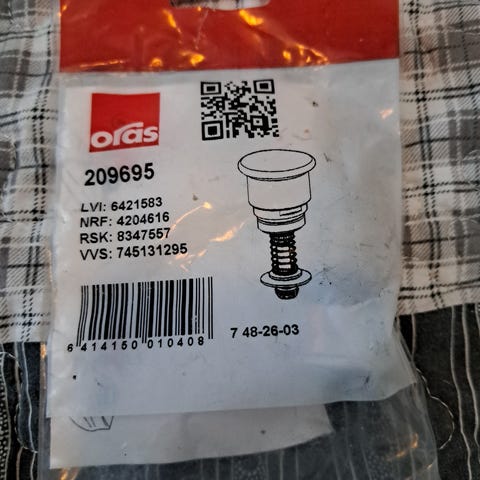 oras
209695
LVI: 6421583
NRF: 4204616
RSK: 8347557
VVS: 745131295
6 414150 010408
7 48-26-03